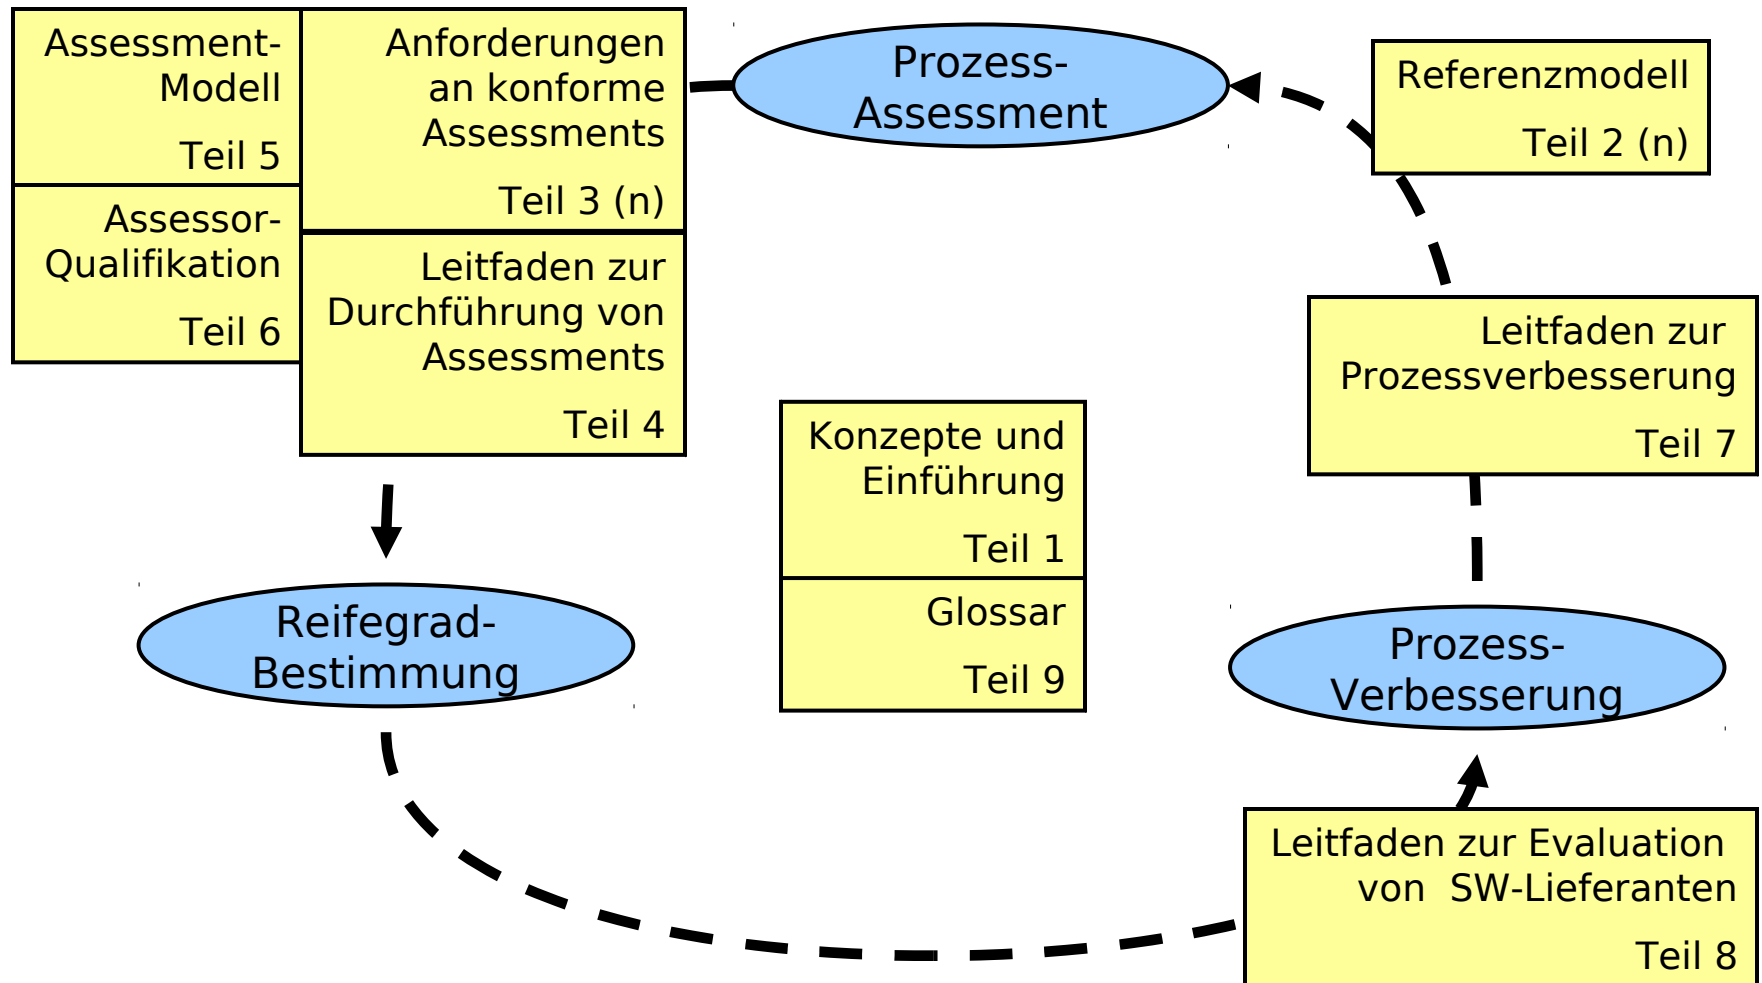 Assessment-
Modell
Teil 5
Anforderungen
an konforme
Assessments
Teil 3 (n)
Prozess-
Assessment
Referenzmodell
Teil 2 (n)
Assessor-
Qualifikation
Teil 6
Leitfaden zur
Durchführung von
Assessments
Teil 4
Leitfaden zur
Prozessverbesserung
Teil 7
Konzepte und
Einführung
Teil 1
Glossar
Teil 9
Reifegrad-
Bestimmung
Prozess-
Verbesserung
Leitfaden zur Evaluation
von  SW-Lieferanten
Teil 8